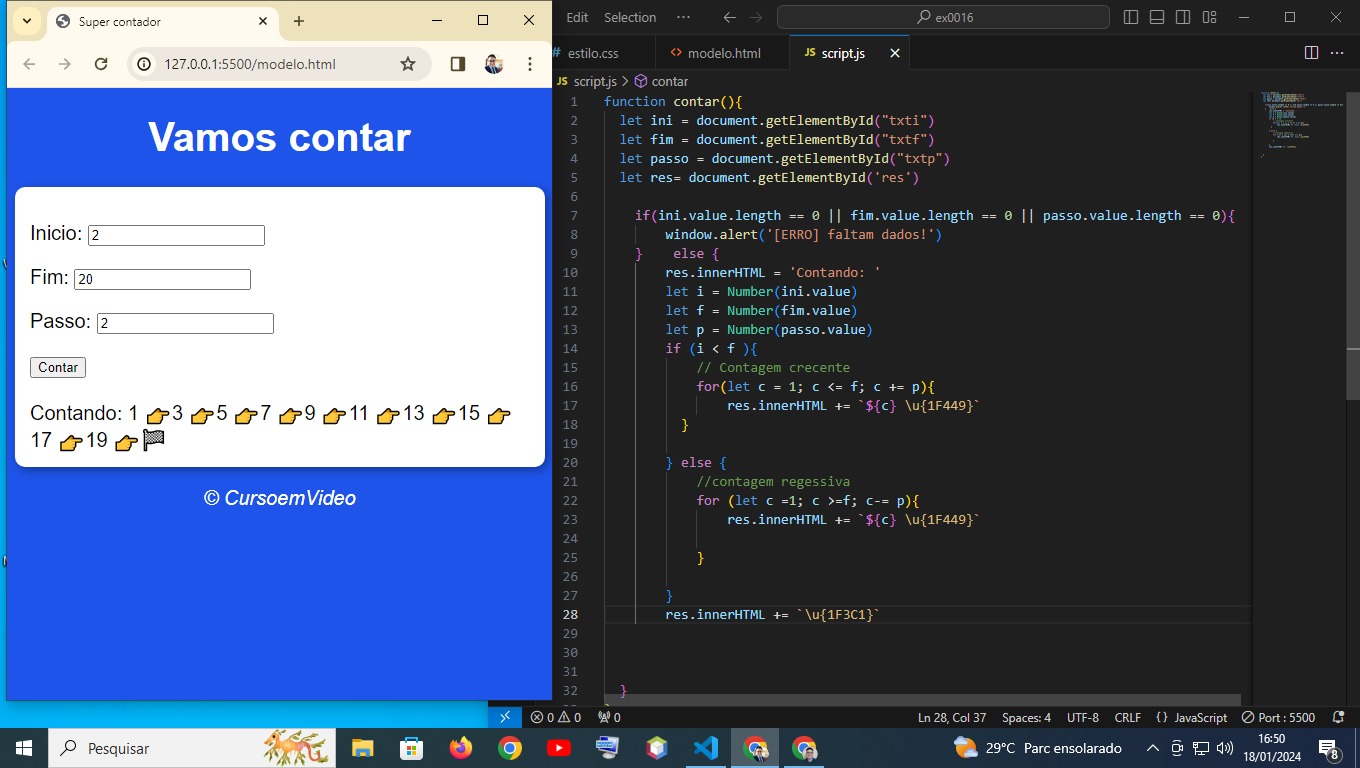 Super contador
127.0.0.1:5500/modelo.html
Vamos contar
Inicio: 2
Fim: 20
Passo: 2
Contar
Contando: 1 👉3 👉5 👉7 👉9 👉11 👉13 👉15 👉
17 👉19 👉🏁
© CursoemVideo
Edit Selection ··· ex0016
# estilo.css <> modelo.html JS script.js
JS script.js > contar
1 function contar(){
2 let ini = document.getElementById("txti")
3 let fim = document.getElementById("txtf")
4 let passo = document.getElementById("txtp")
5 let res= document.getElementById('res')
6
7 if(ini.value.length == 0 || fim.value.length == 0 || passo.value.length == 0){
8 window.alert('[ERRO] faltam dados!')
9 } else {
10 res.innerHTML = 'Contando: '
11 let i = Number(ini.value)
12 let f = Number(fim.value)
13 let p = Number(passo.value)
14 if (i < f ){
15 // Contagem crecente
16 for(let c = 1; c <= f; c += p){
17 res.innerHTML += `${c} \u{1F449}`
18 }
19
20 } else {
21 //contagem regessiva
22 for (let c =1; c >=f; c-= p){
23 res.innerHTML += `${c} \u{1F449}`
24
25 }
26
27 }
28 res.innerHTML += `\u{1F3C1}`
29
30
31
32 }
0 0 0 Ln 28, Col 37 Spaces: 4 UTF-8 CRLF {} JavaScript Port : 5500
Pesquisar 29°C Parc ensolarado 16:50
18/01/2024 8